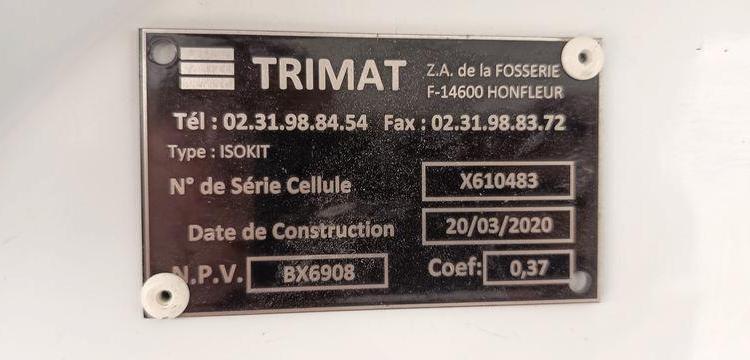 TRIMAT
Z.A. de la FOSSERIE
F-14600 HONFLEUR
Tél : 02.31.98.84.54 Fax : 02.31.98.83.72
Type : ISOKIT
N° de Série Cellule X610483
Date de Construction 20/03/2020
N.P.V. BX6908 Coef: 0,37